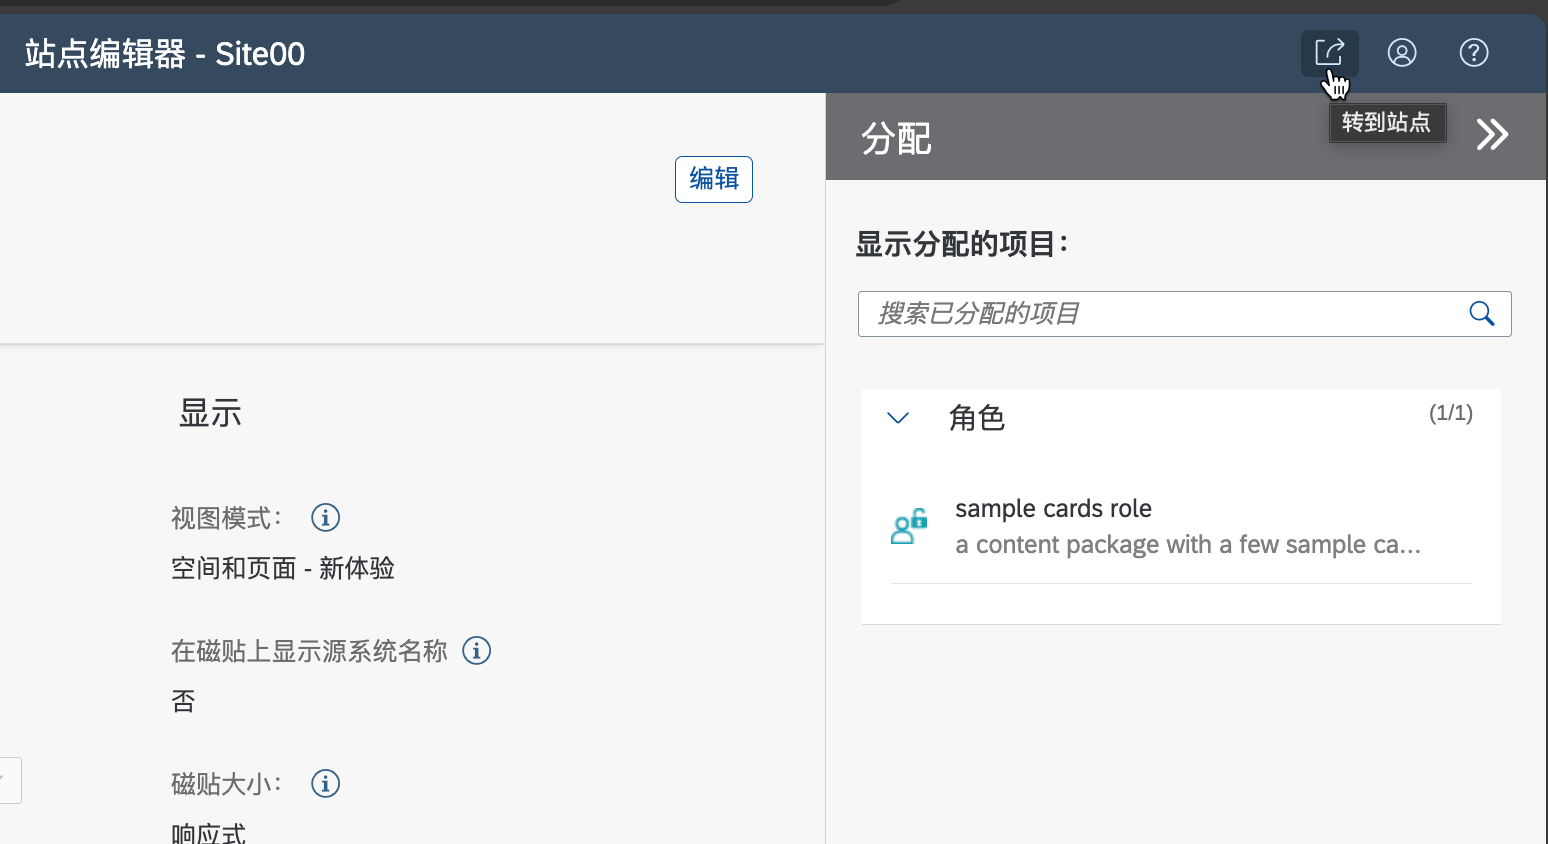 站点编辑器 - Site00
转到站点
编辑
分配
显示分配的项目：
搜索已分配的项目
角色
(1/1)
sample cards role
a content package with a few sample ca...
显示
视图模式：
空间和页面 - 新体验
在磁贴上显示源系统名称
否
磁贴大小：
响应式